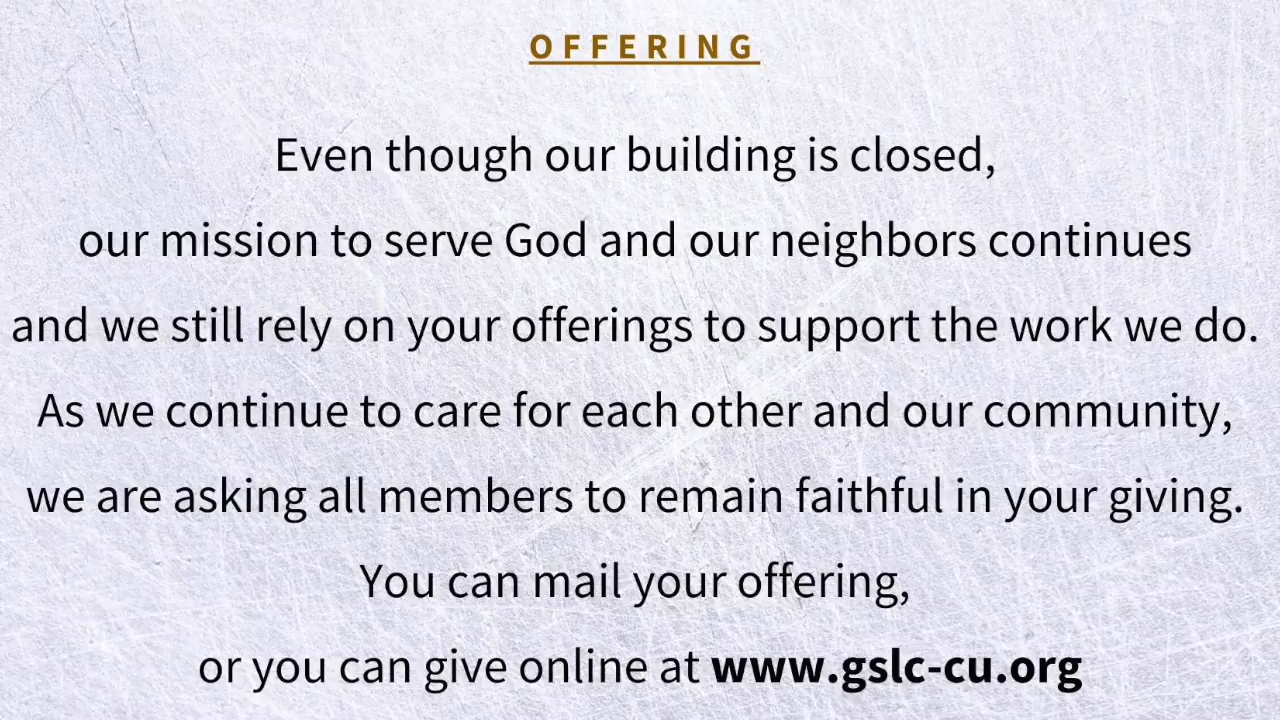 OFFERING
Even though our building is closed,
our mission to serve God and our neighbors continues
and we still rely on your offerings to support the work we do.
As we continue to care for each other and our community,
we are asking all members to remain faithful in your giving.
You can mail your offering,
or you can give online at www.gslc-cu.org